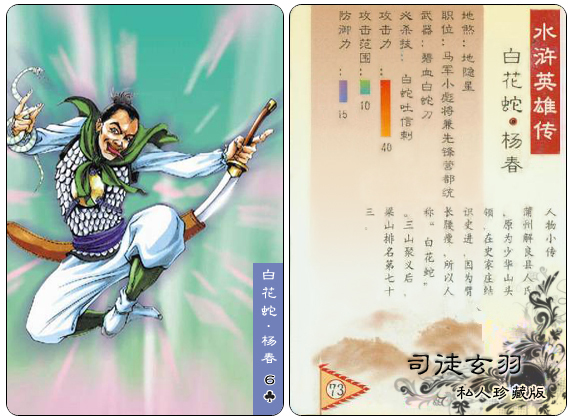 白花蛇·杨春
6♣
水浒英雄传
白花蛇•杨春
地煞：地隐星
职位：马军小彪将兼先锋营部统
武器：碧血白蛇刀
必杀技：白蛇吐信刺
攻击力：40
攻击范围：10
防御力：15
人物小传
蒲州解良县人氏
，原为少华山头
领，在史家庄结
识史进，因为臂
长腰瘦，所以人
称“白花蛇”
。三山聚义后，
梁山排名第七十
三．
73
司徒玄羽
私人珍藏版